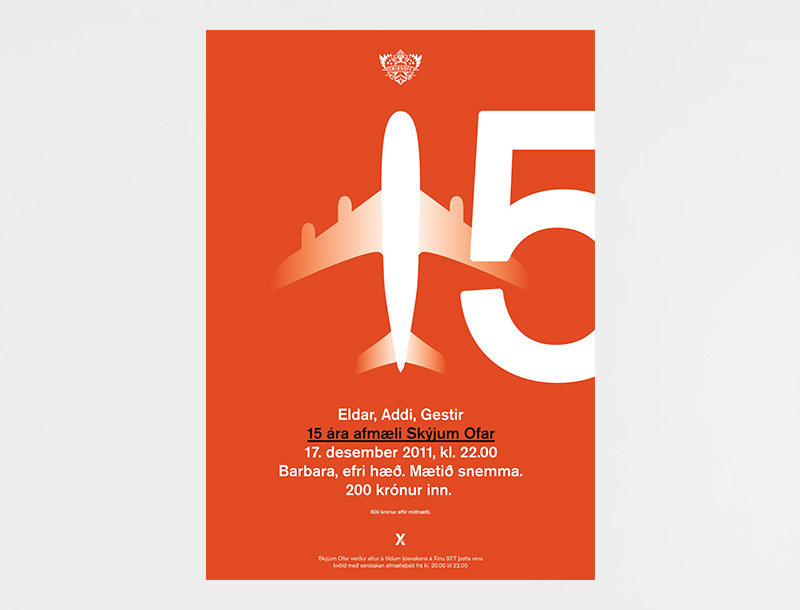 SMIRNOFF
15
Eldar, Addi, Gestir
15 ára afmæli Skýjum Ofar
17. desember 2011, kl. 22.00
Barbara, efri hæð. Mætið snemma.
200 krónur inn.
500 krónur eftir miðnætti.
X
Skýjum Ofar verður aftur á öldum ljósvakans á Xinu 97.7 þetta eina
kvöld með sérstakan afmælisþátt frá kl. 20.00 til 22.00